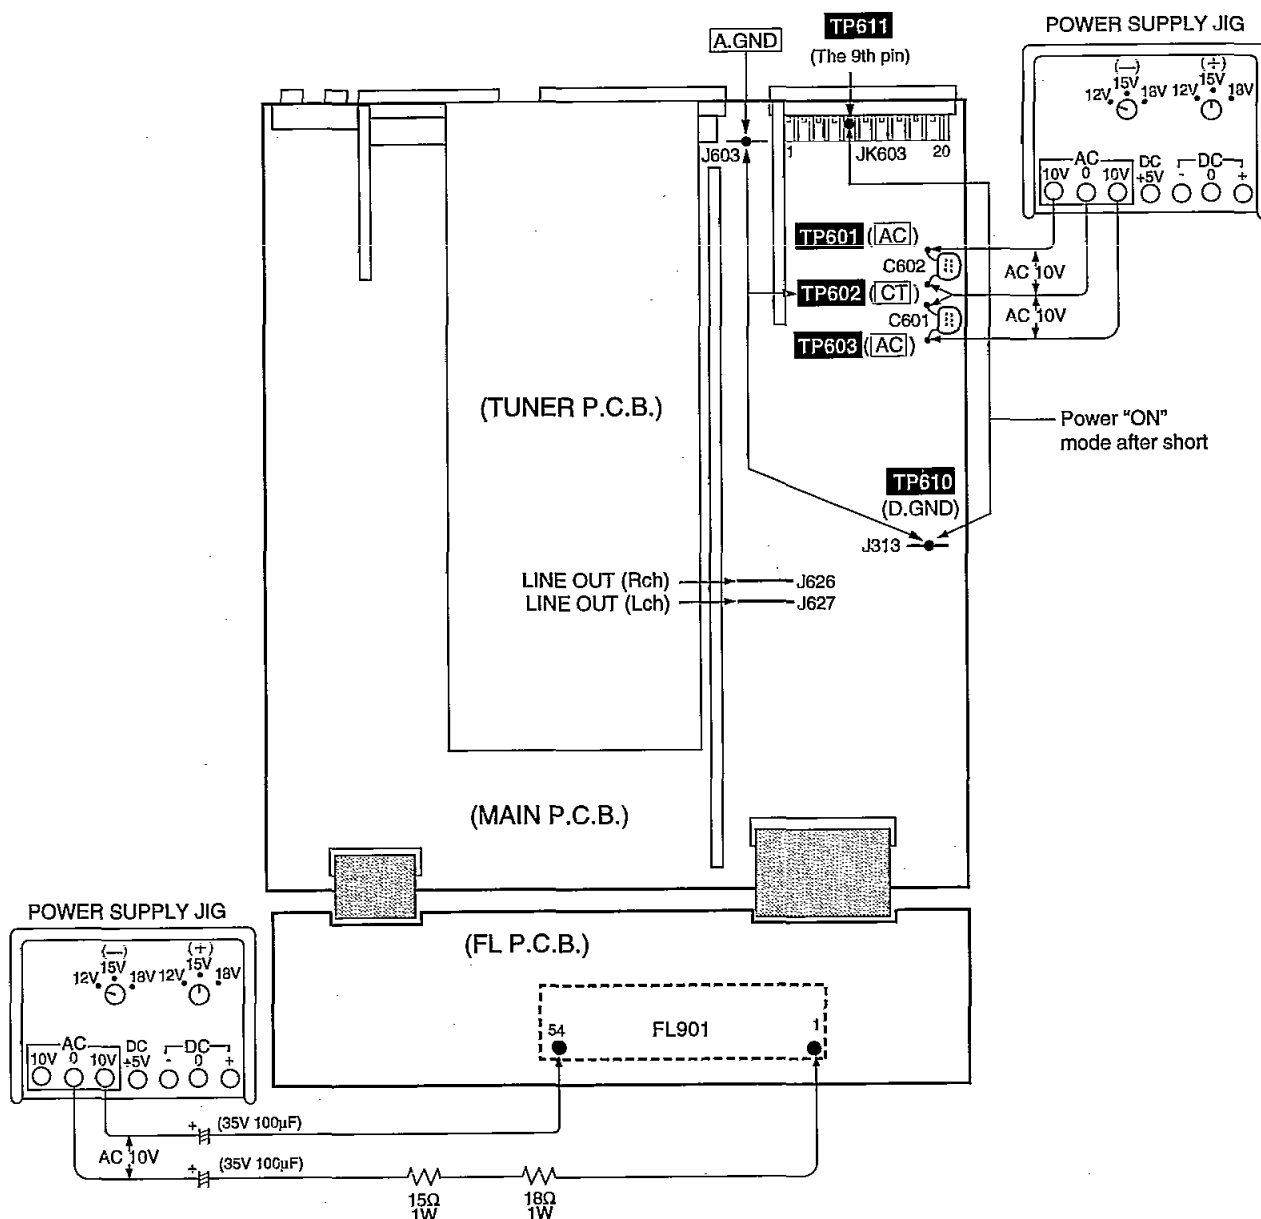 TP611
(The 9th pin)
A.GND
POWER SUPPLY JIG
(—) (+)
12V 15V 18V 12V 15V 18V
AC DC DC
10V 0 10V +5V - 0 +
J603
1 JK603 20
TP601 (AC)
C602
AC 10V
TP602 (CT)
C601
AC 10V
TP603 (AC)
(TUNER P.C.B.)
Power “ON”
mode after short
TP610
(D.GND)
J313
LINE OUT (Rch) J626
LINE OUT (Lch) J627
(MAIN P.C.B.)
POWER SUPPLY JIG
(—) (+)
12V 15V 18V 12V 15V 18V
AC DC DC
10V 0 10V +5V - 0 +
(FL P.C.B.)
54 FL901 1
+ (35V 100µF)
AC 10V
+ (35V 100µF)
15Ω 18Ω
1W 1W